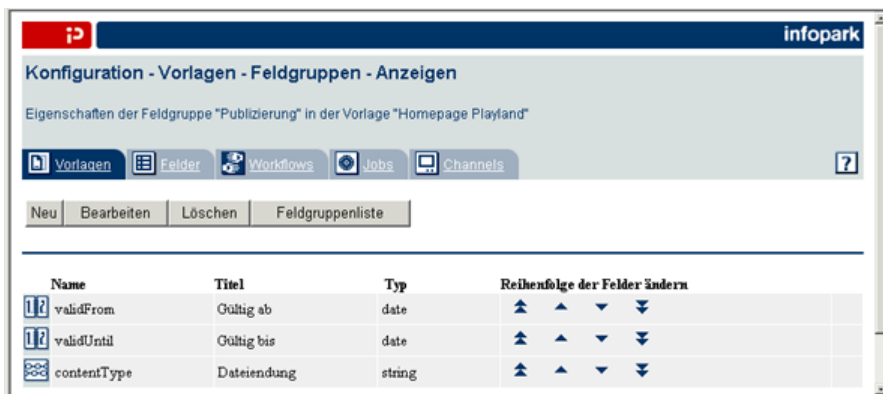 infopark
Konfiguration - Vorlagen - Feldgruppen - Anzeigen
Eigenschaften der Feldgruppe "Publizierung" in der Vorlage "Homepage Playland"
Vorlagen Felder Workflows Jobs Channels ?
Neu Bearbeiten Löschen Feldgruppenliste
Name Titel Typ Reihenfolge der Felder ändern
validFrom Gültig ab date
validUntil Gültig bis date
contentType Dateiendung string